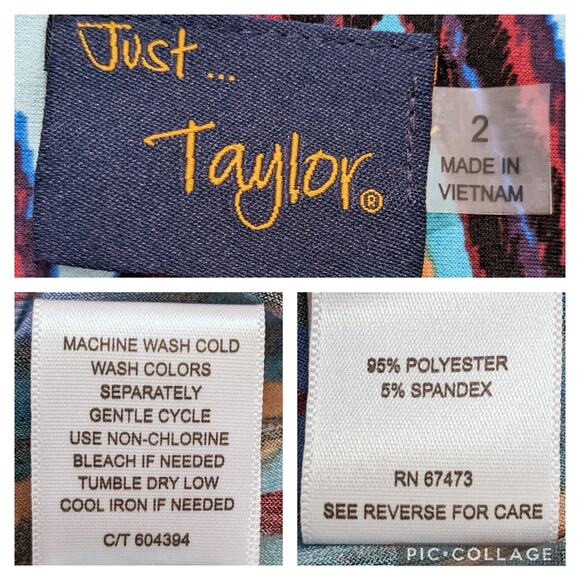 Just...
Taylor®
2
MADE IN
VIETNAM
MACHINE WASH COLD
WASH COLORS
SEPARATELY
GENTLE CYCLE
USE NON-CHLORINE
BLEACH IF NEEDED
TUMBLE DRY LOW
COOL IRON IF NEEDED
C/T 604394
95% POLYESTER
5% SPANDEX
RN 67473
SEE REVERSE FOR CARE
PIC•COLLAGE